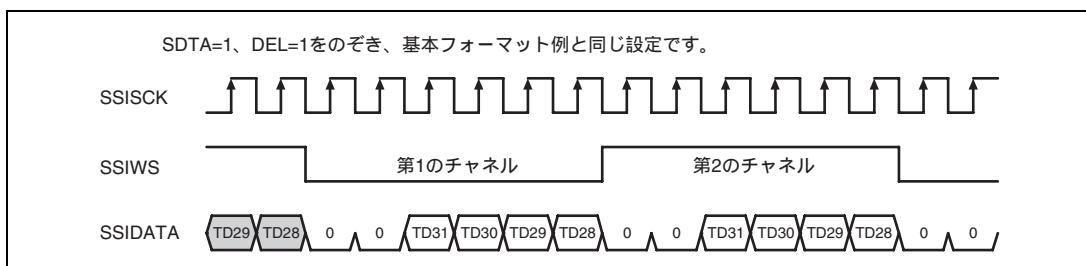 SDTA=1、DEL=1をのぞき、基本フォーマット例と同じ設定です。
SSISCK
SSIWS 第1のチャネル 第2のチャネル
SSIDATA TD29 TD28 0 0 TD31 TD30 TD29 TD28 0 0 TD31 TD30 TD29 TD28 0 0